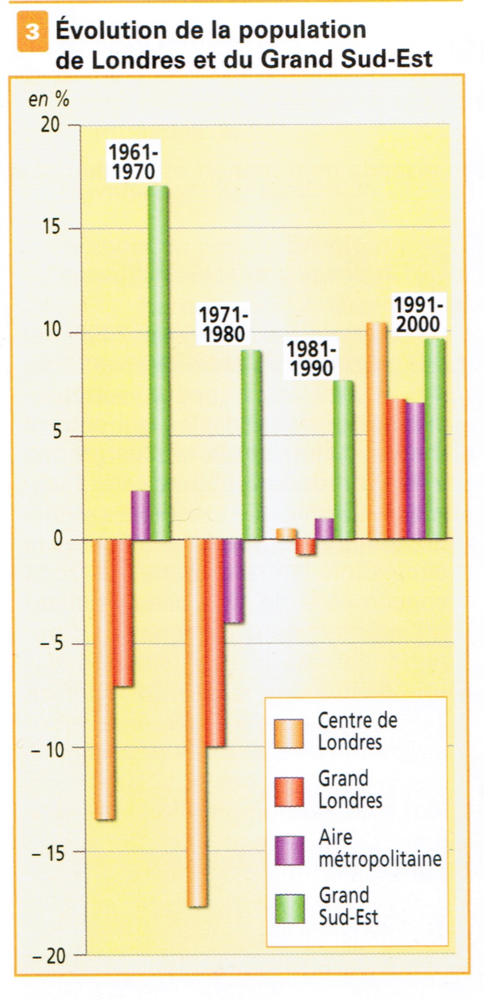 3 Évolution de la population
de Londres et du Grand Sud-Est
en %
20
15
10
5
0
– 5
– 10
– 15
– 20
1961-
1970
1971-
1980
1981-
1990
1991-
2000
Centre de
Londres
Grand
Londres
Aire
métropolitaine
Grand
Sud-Est